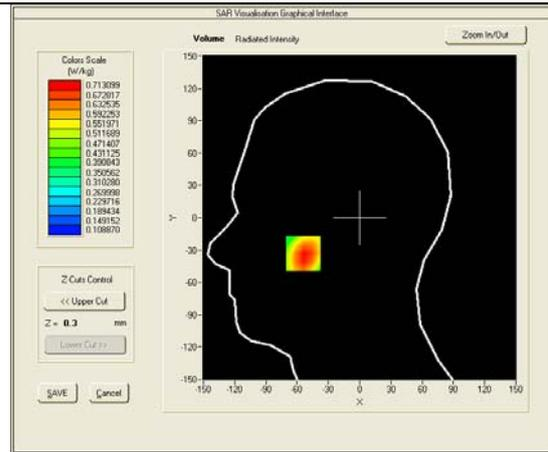 SAR Visualisation Graphical Interface
Volume Radiated Intensity
Zoom In/Out
Colors Scale
(W/kg)
0.713099
0.672817
0.632535
0.592253
0.551971
0.511689
0.471407
0.431125
0.390843
0.350562
0.310280
0.269998
0.229716
0.189434
0.149152
0.108870
Z Cuts Control
<< Upper Cut
Z = 0.3 mm
Lower Cut >>
SAVE Cancel
150
120
90
60
30
0
-30
-60
-90
-120
-150
Y
-150 -120 -90 -60 -30 0 30 60 90 120 150
X